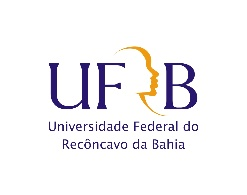 UFRB
Universidade Federal do
Recôncavo da Bahia